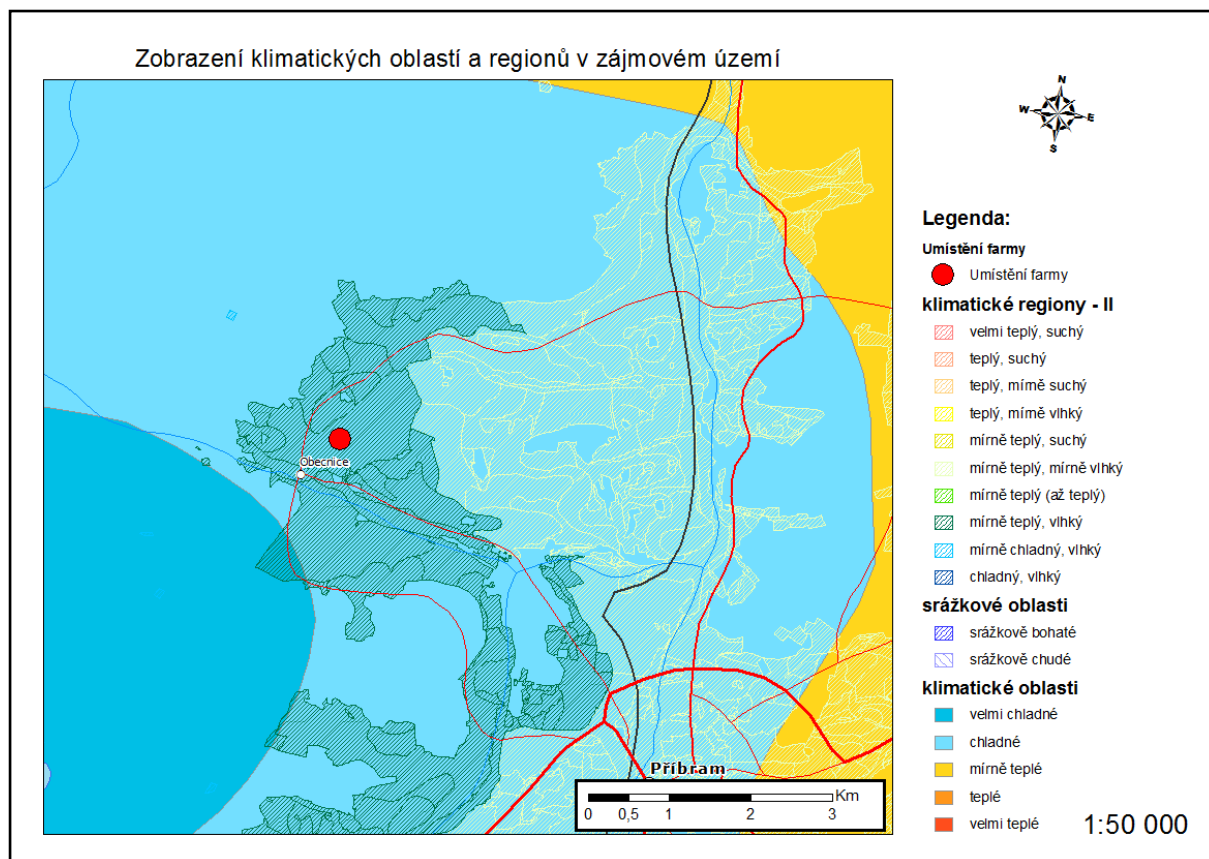 Zobrazení klimatických oblastí a regionů v zájmovém území
N
W
E
S
Obecnice
Příbram
Km
0 0,5 1 2 3
Legenda:
Umístění farmy
Umístění farmy
klimatické regiony - II
velmi teplý, suchý
teplý, suchý
teplý, mírně suchý
teplý, mírně vlhký
mírně teplý, suchý
mírně teplý, mírně vlhký
mírně teplý (až teplý)
mírně teplý, vlhký
mírně chladný, vlhký
chladný, vlhký
srážkové oblasti
srážkově bohaté
srážkově chudé
klimatické oblasti
velmi chladné
chladné
mírně teplé
teplé
velmi teplé
1:50 000